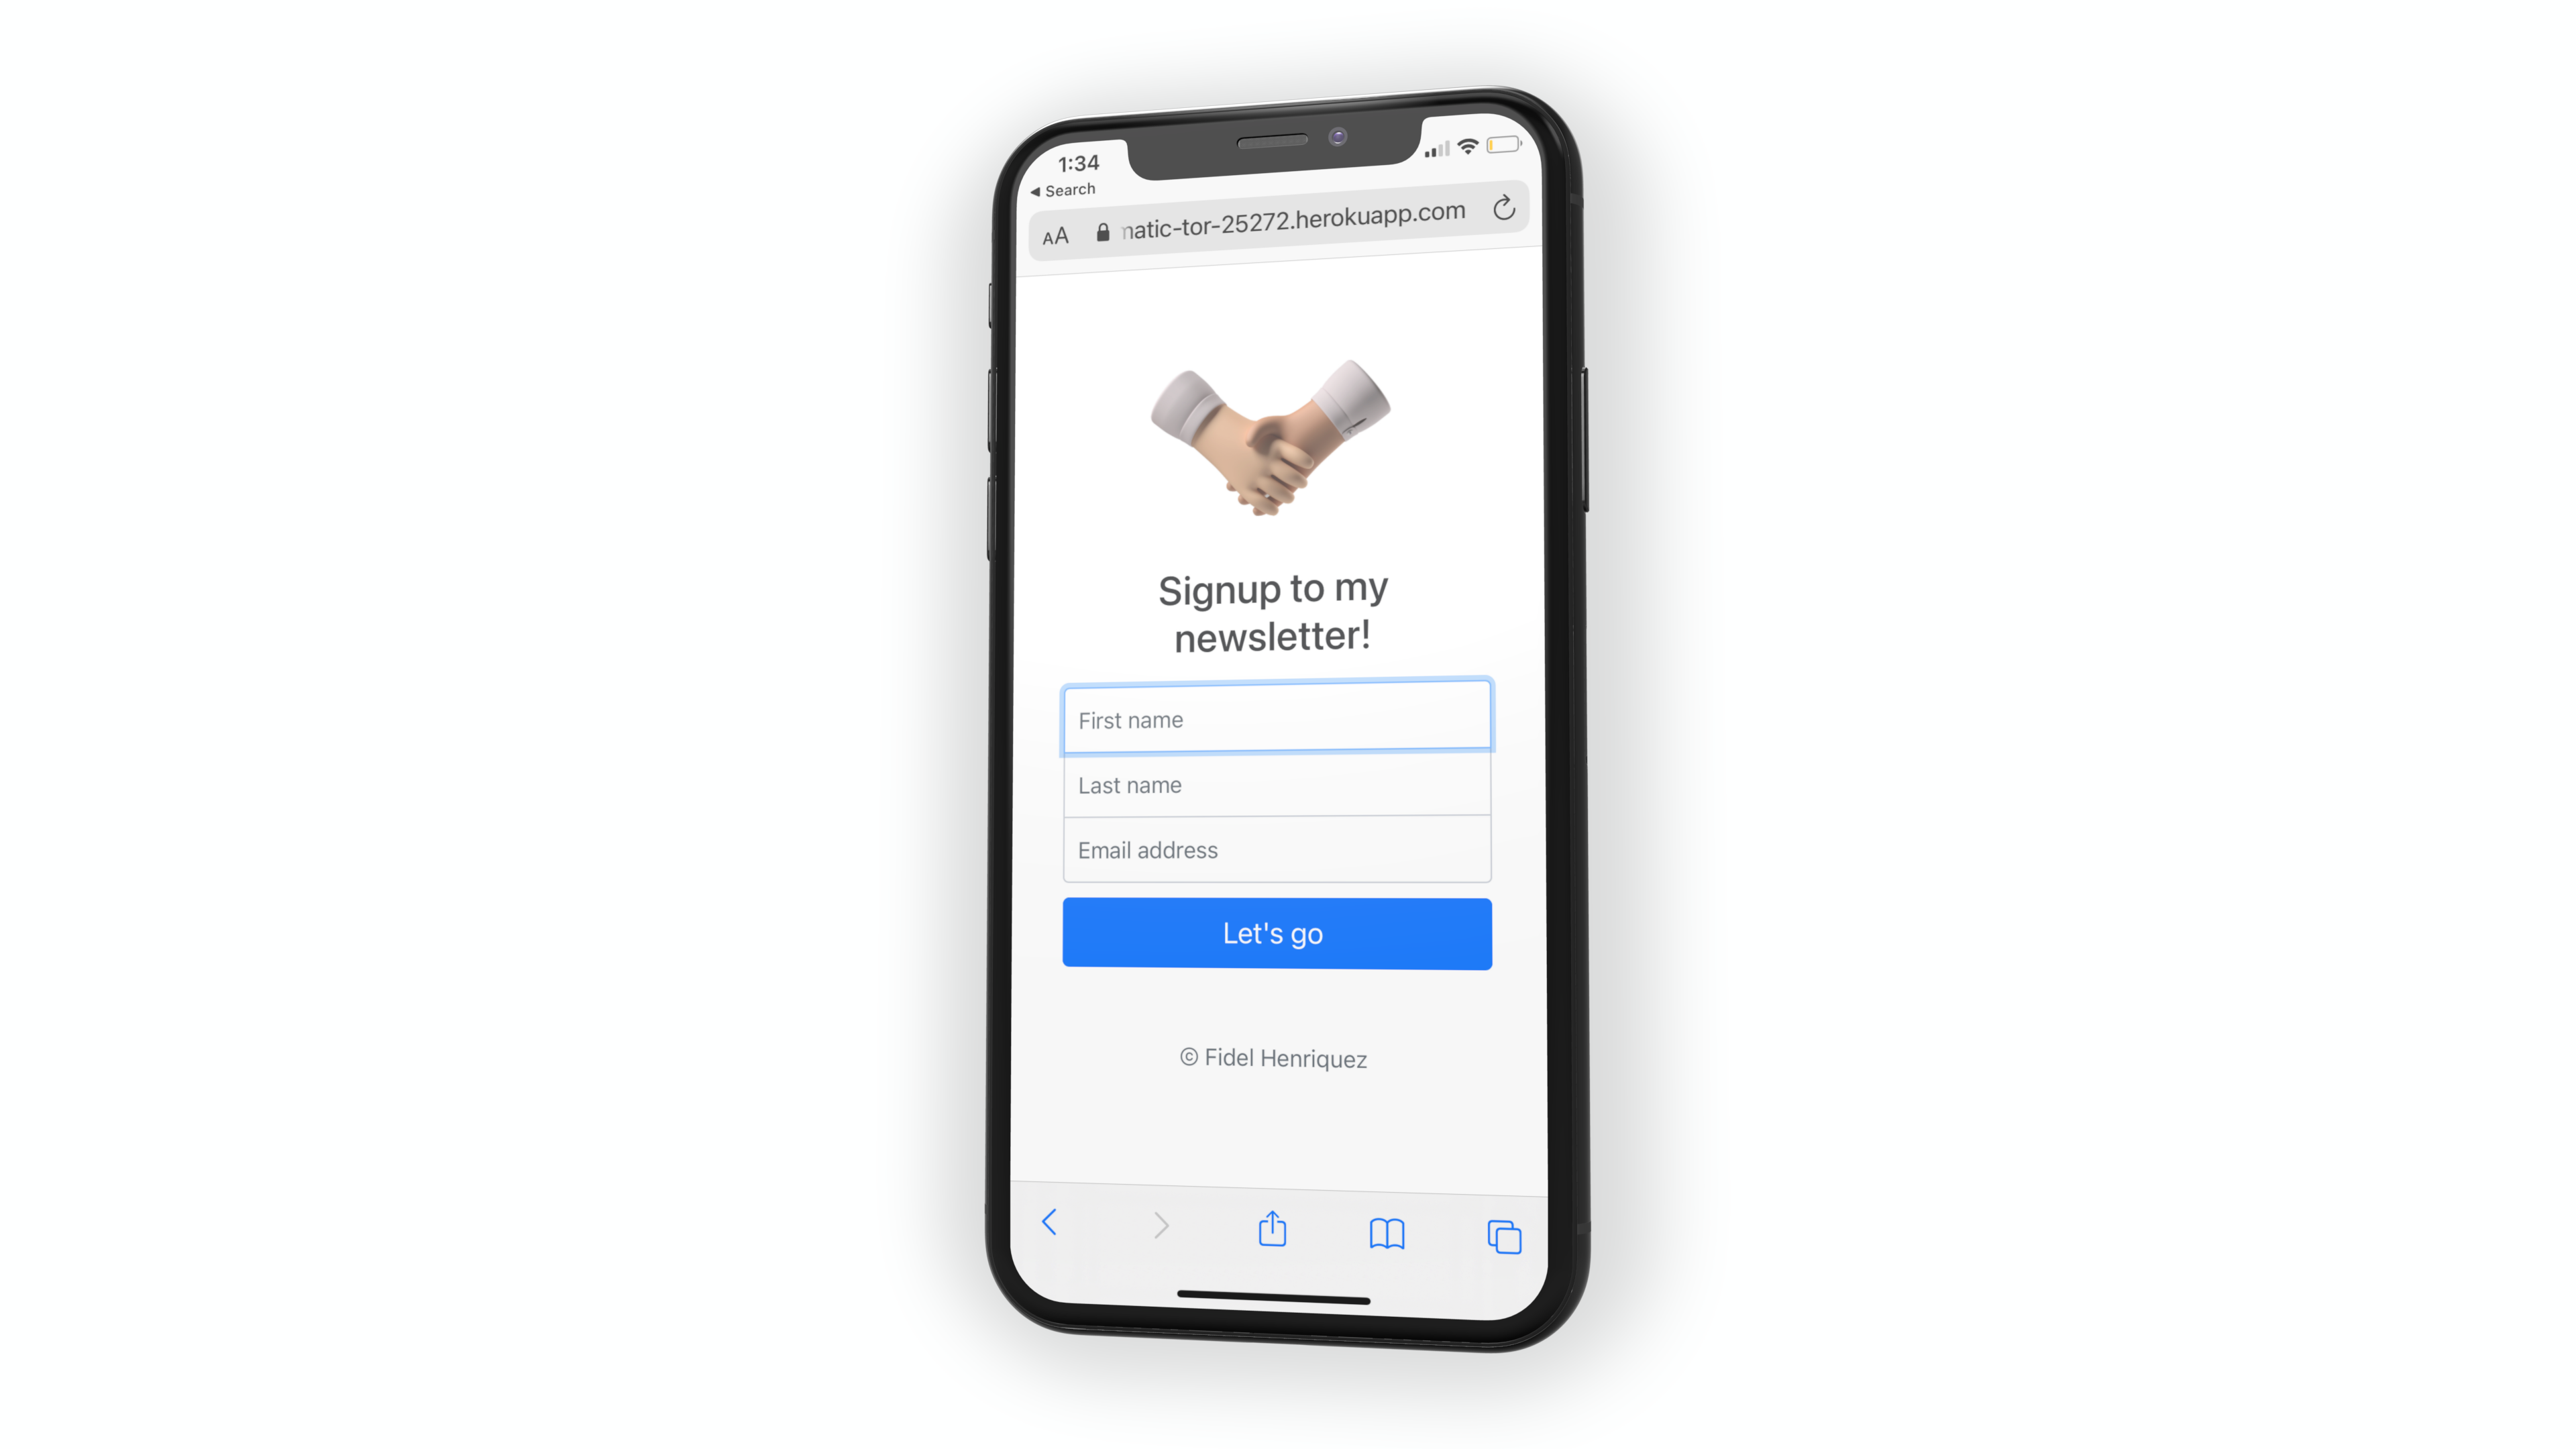 1:34
◀ Search
AA natic-tor-25272.herokuapp.com
Signup to my
newsletter!
First name
Last name
Email address
Let's go
© Fidel Henriquez